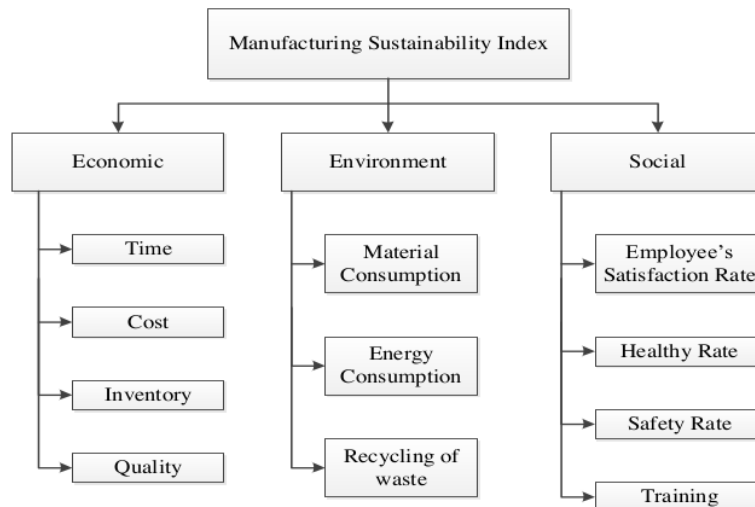 Manufacturing Sustainability Index
Economic
Time
Cost
Inventory
Quality
Environment
Material
Consumption
Energy
Consumption
Recycling of
waste
Social
Employee's
Satisfaction Rate
Healthy Rate
Safety Rate
Training